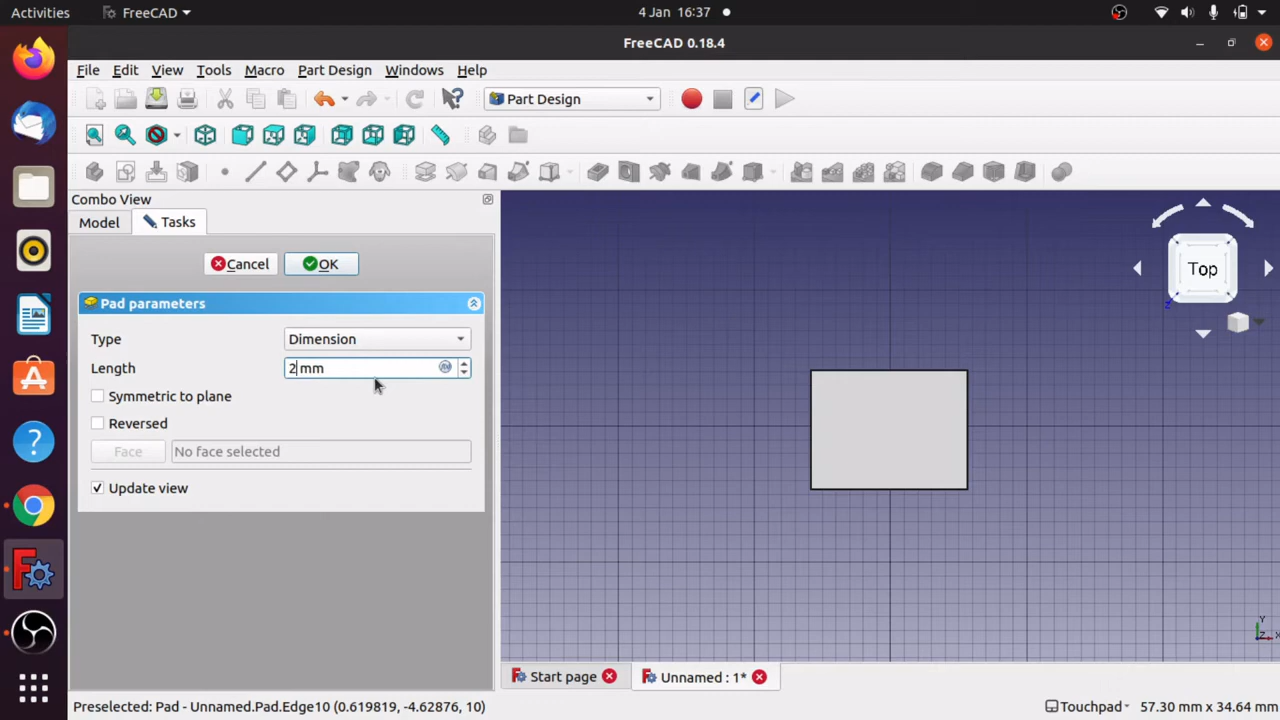 Activities FreeCAD 4 Jan 16:37
FreeCAD 0.18.4
File Edit View Tools Macro Part Design Windows Help
Part Design
Combo View
Model Tasks
Top
Cancel OK
Pad parameters
Type Dimension
Length 2 mm
Symmetric to plane
Reversed
Face No face selected
Update view
Y
Z X
Start page Unnamed : 1*
Preselected: Pad - Unnamed.Pad.Edge10 (0.619819, -4.62876, 10) Touchpad 57.30 mm x 34.64 mm